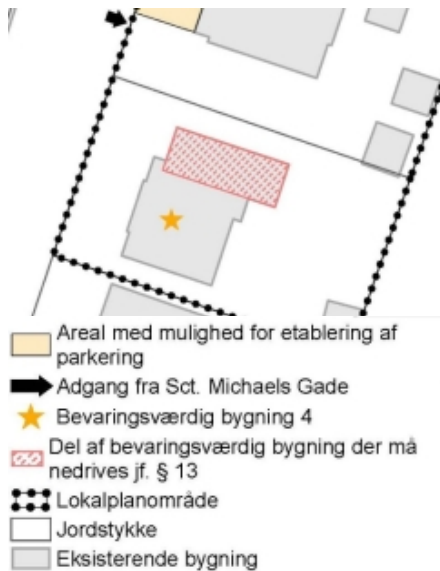 Areal med mulighed for etablering af
parkering
Adgang fra Sct. Michaels Gade
Bevaringsværdig bygning 4
Del af bevaringsværdig bygning der må
nedrives jf. § 13
Lokalplanområde
Jordstykke
Eksisterende bygning